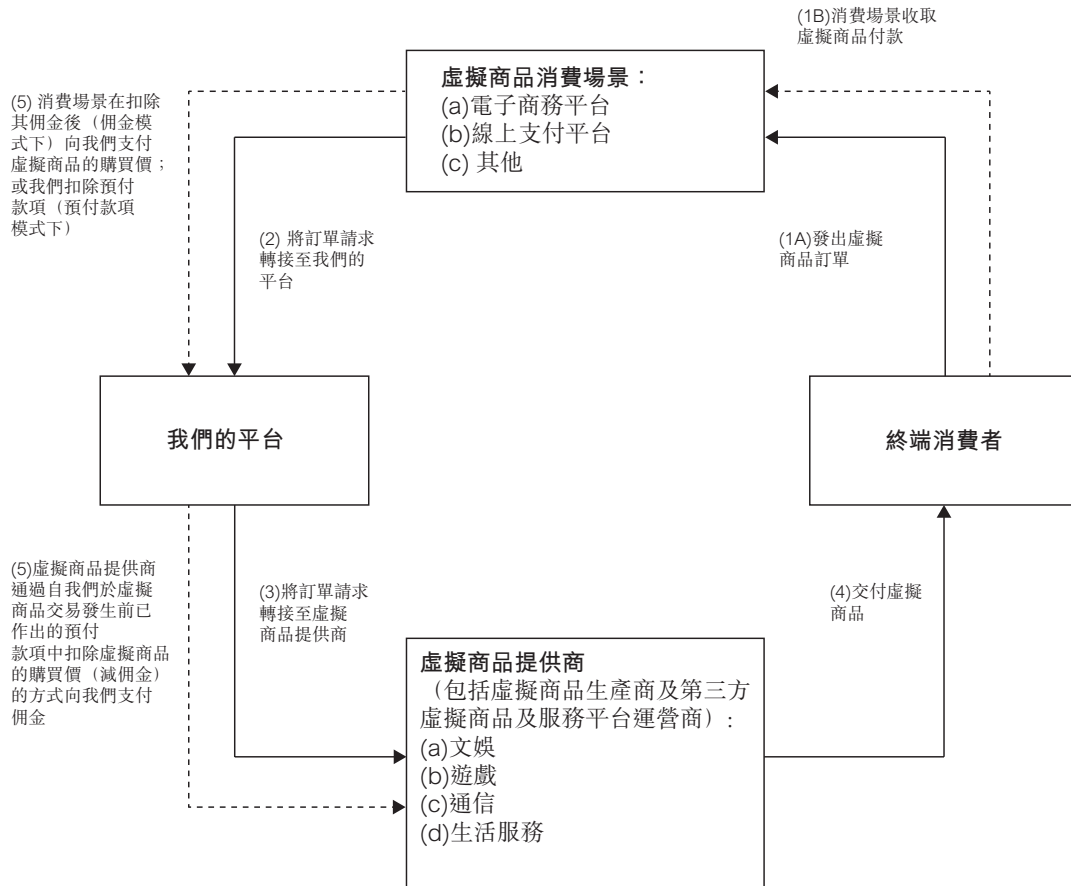 (1B)消費場景收取
虛擬商品付款
虛擬商品消費場景：
(a)電子商務平台
(b)線上支付平台
(c) 其他
(5) 消費場景在扣除
其佣金後（佣金模
式下）向我們支付
虛擬商品的購買價；
或我們扣除預付
款項（預付款項
模式下）
(2) 將訂單請求
轉接至我們的
平台
(1A)發出虛擬
商品訂單
我們的平台
終端消費者
(5)虛擬商品提供商
通過自我們於虛擬
商品交易發生前已
作出的預付
款項中扣除虛擬商品
的購買價（減佣金）
的方式向我們支付
佣金
(3)將訂單請求
轉接至虛擬
商品提供商
(4)交付虛擬
商品
虛擬商品提供商
（包括虛擬商品生產商及第三方
虛擬商品及服務平台運營商）:
(a)文娛
(b)遊戲
(c)通信
(d)生活服務